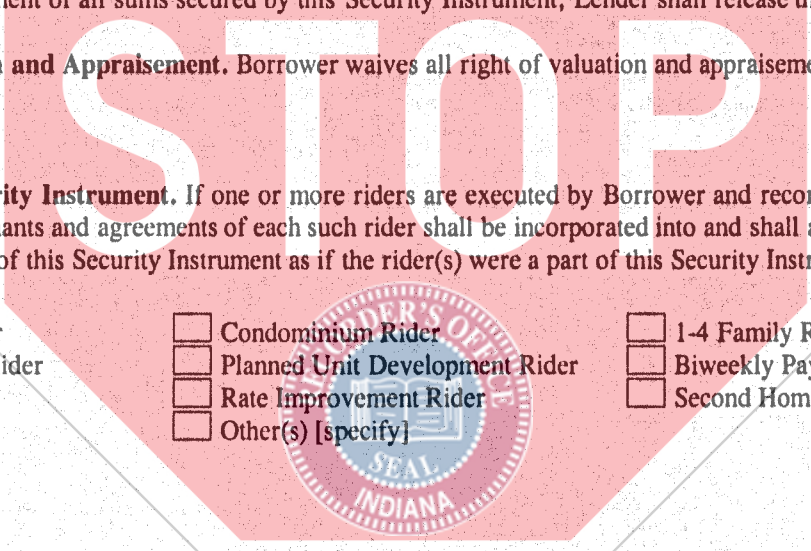 ent of all sums secured by this Security Instrument, Lender shall release
STOP
and Appraisement. Borrower waives all right of valuation and appraiseme
ity Instrument. If one or more riders are executed by Borrower and recor
ants and agreements of each such rider shall be incorporated into and shall a
of this Security Instrument as if the rider(s) were a part of this Security Instr
Condominium Rider
1-4 Family R
ider
Planned Unit Development Rider
Biweekly Pay
Rate Improvement Rider
Second Hom
Other(s) [specify]
RECORDER'S OFFICE
SEAL
INDIANA